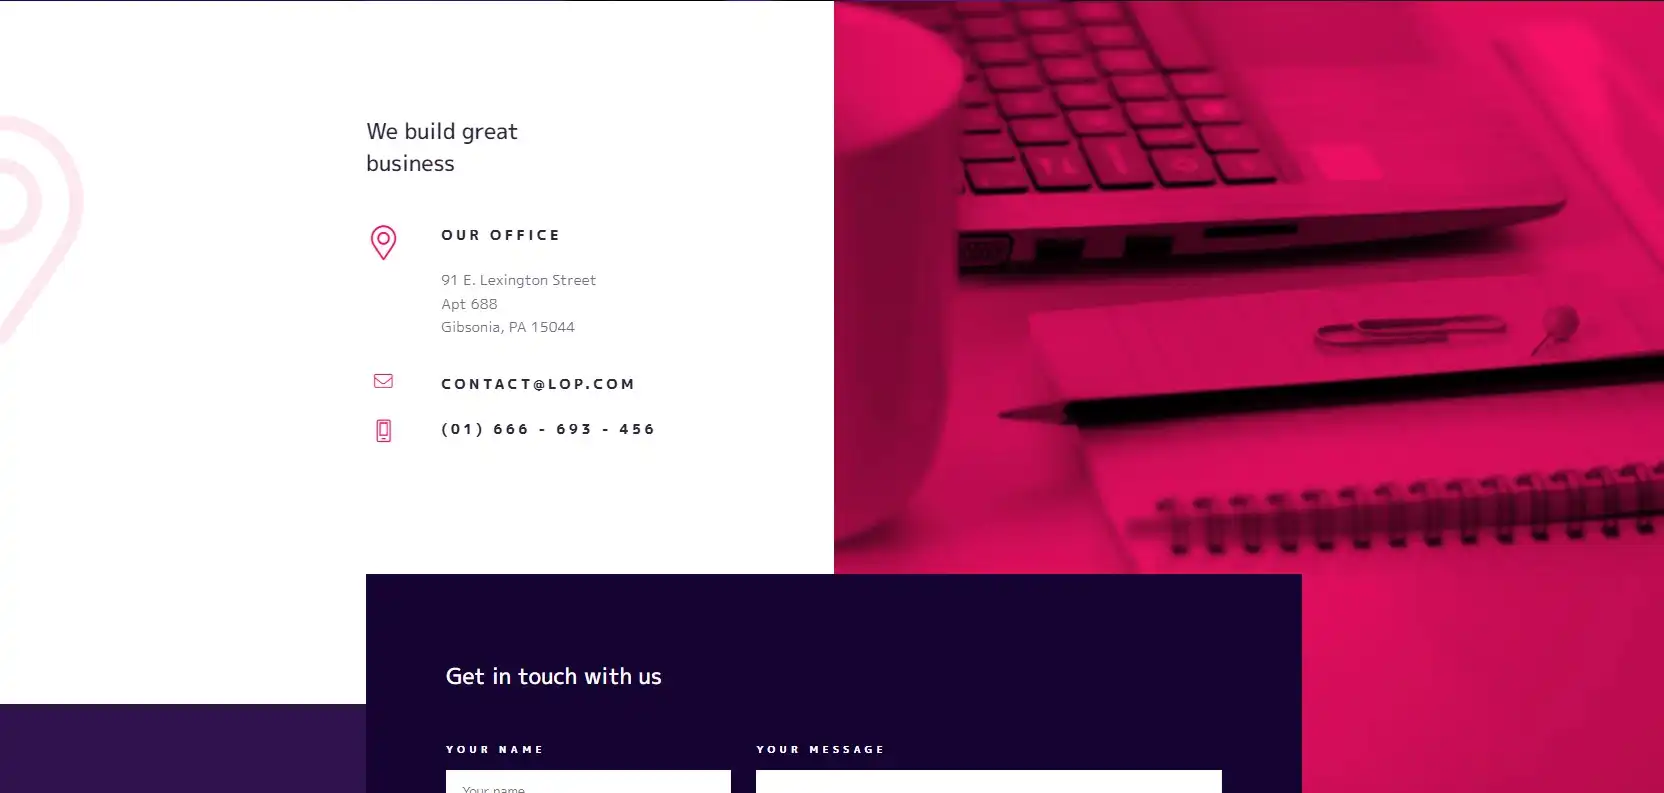 We build great
business
OUR OFFICE
91 E. Lexington Street
Apt 688
Gibsonia, PA 15044
CONTACT@LOP.COM
(01) 666 - 693 - 456
Get in touch with us
YOUR NAME
YOUR MESSAGE
Your name